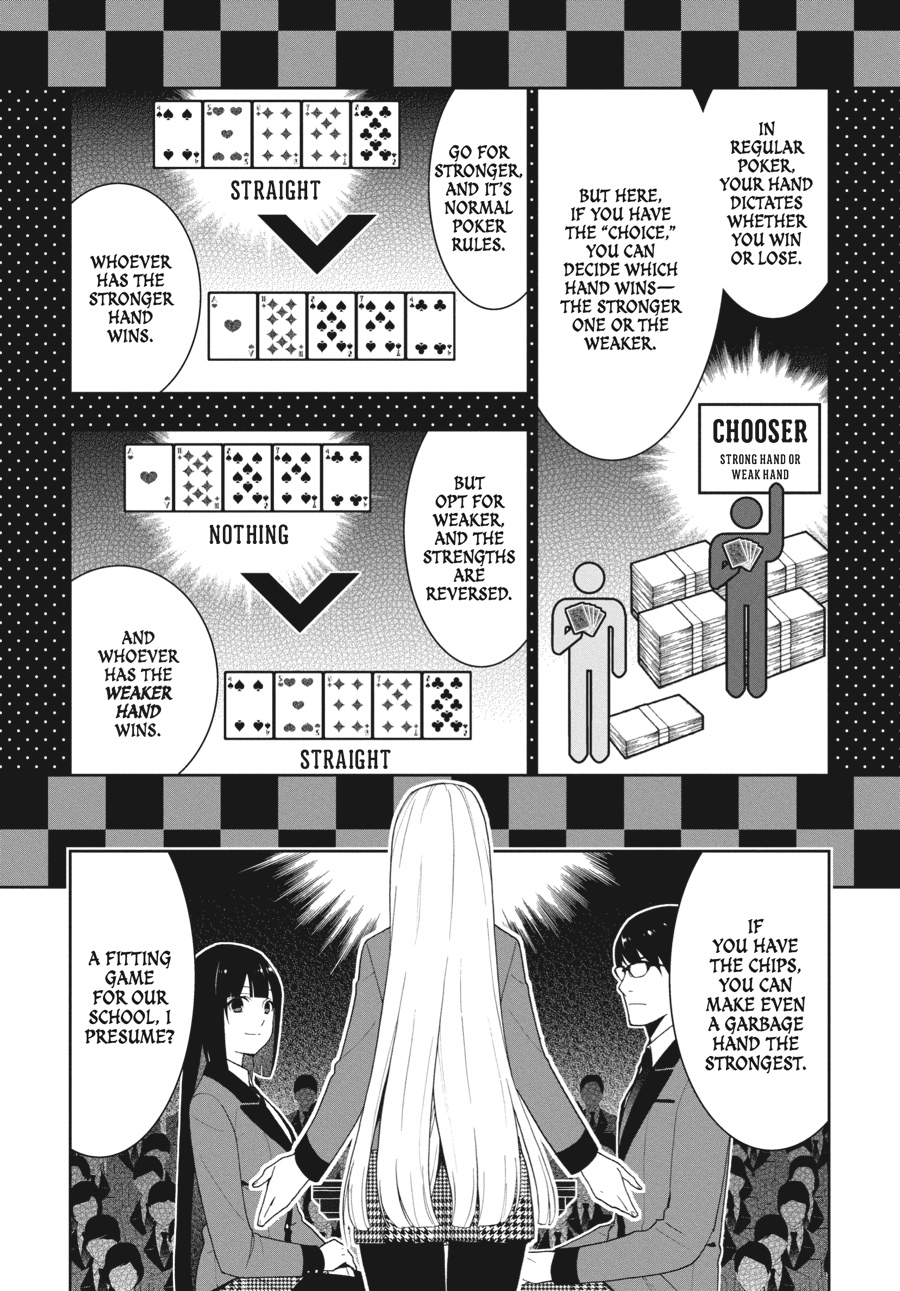 IN
REGULAR
POKER,
YOUR HAND
DICTATES
WHETHER
YOU WIN
OR LOSE.
BUT HERE,
IF YOU HAVE
THE “CHOICE,”
YOU CAN
DECIDE WHICH
HAND WINS—
THE STRONGER
ONE OR THE
WEAKER.
CHOOSER
STRONG HAND OR
WEAK HAND
GO FOR
STRONGER,
AND IT'S
NORMAL
POKER
RULES.
STRAIGHT
WHOEVER
HAS THE
STRONGER
HAND
WINS.
BUT
OPT FOR
WEAKER,
AND THE
STRENGTHS
ARE
REVERSED.
NOTHING
AND
WHOEVER
HAS THE
WEAKER
HAND
WINS.
STRAIGHT
IF
YOU HAVE
THE CHIPS,
YOU CAN
MAKE EVEN
A GARBAGE
HAND THE
STRONGEST.
A FITTING
GAME
FOR OUR
SCHOOL, I
PRESUME?